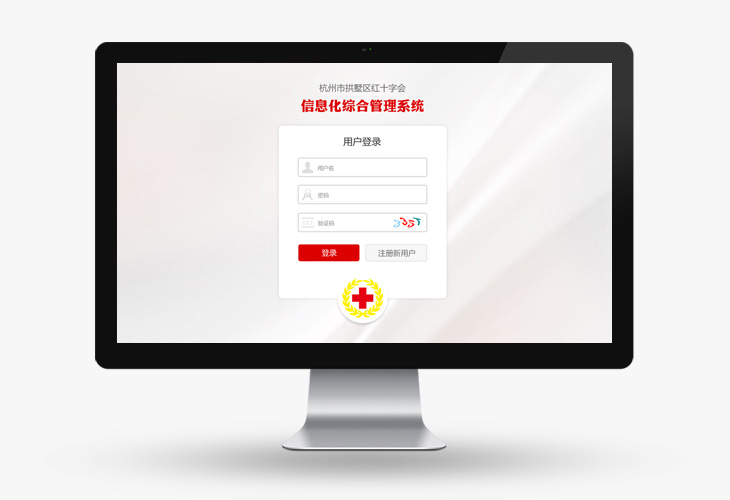 杭州市拱墅区红十字会
信息化综合管理系统
用户登录
用户名
密码
验证码
登录
注册新用户